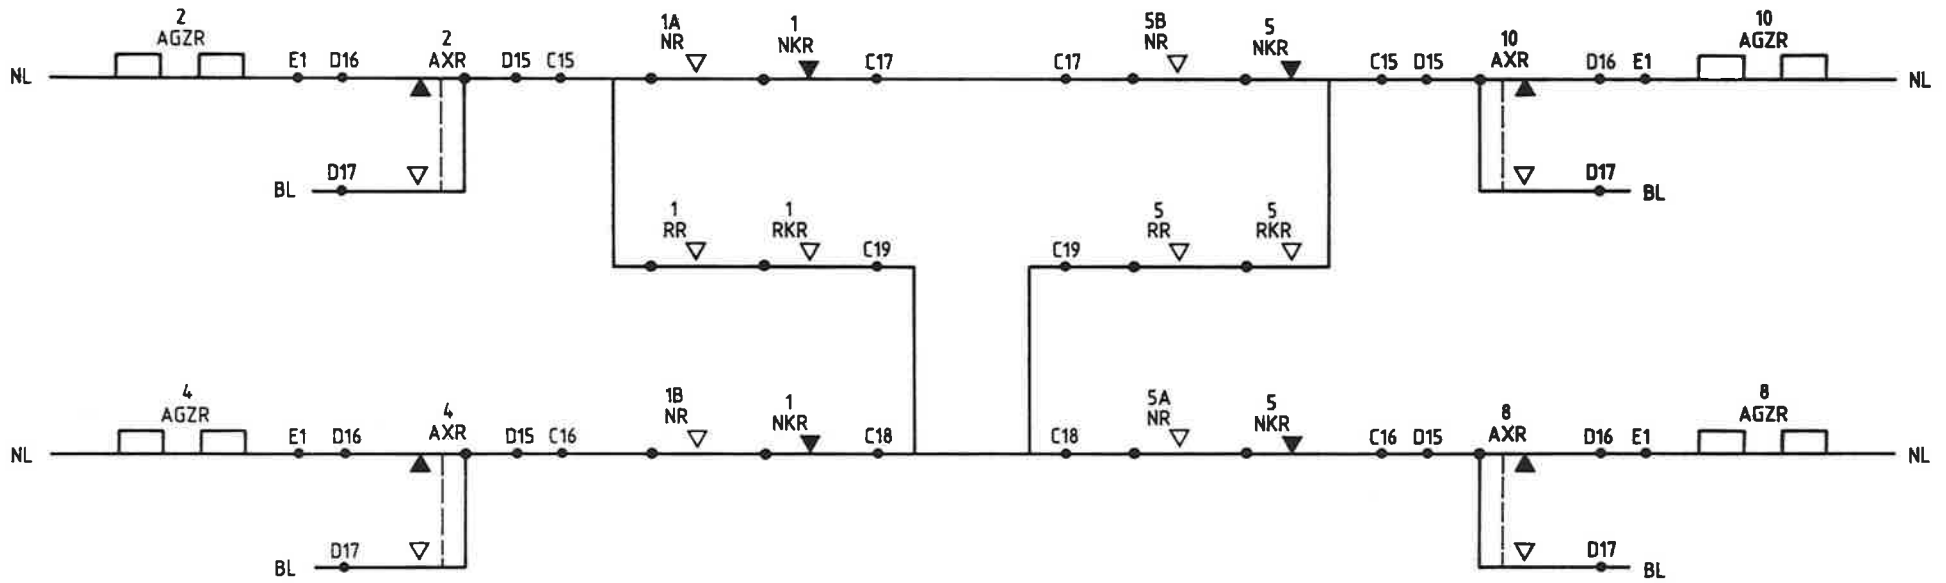 2
AGZR
1A
NR
1
NKR
5B
NR
5
NKR
10
AGZR
NL E1 D16 2 AXR D15 C15 C17 C17 C15 D15 10 AXR D16 E1 NL
BL D17 D17 BL
1
RR
1
RKR
C19
C19
5
RR
5
RKR
4
AGZR
1B
NR
1
NKR
5A
NR
5
NKR
8
AGZR
NL E1 D16 4 AXR D15 C16 C18 C18 C16 D15 8 AXR D16 E1 NL
BL D17 D17 BL